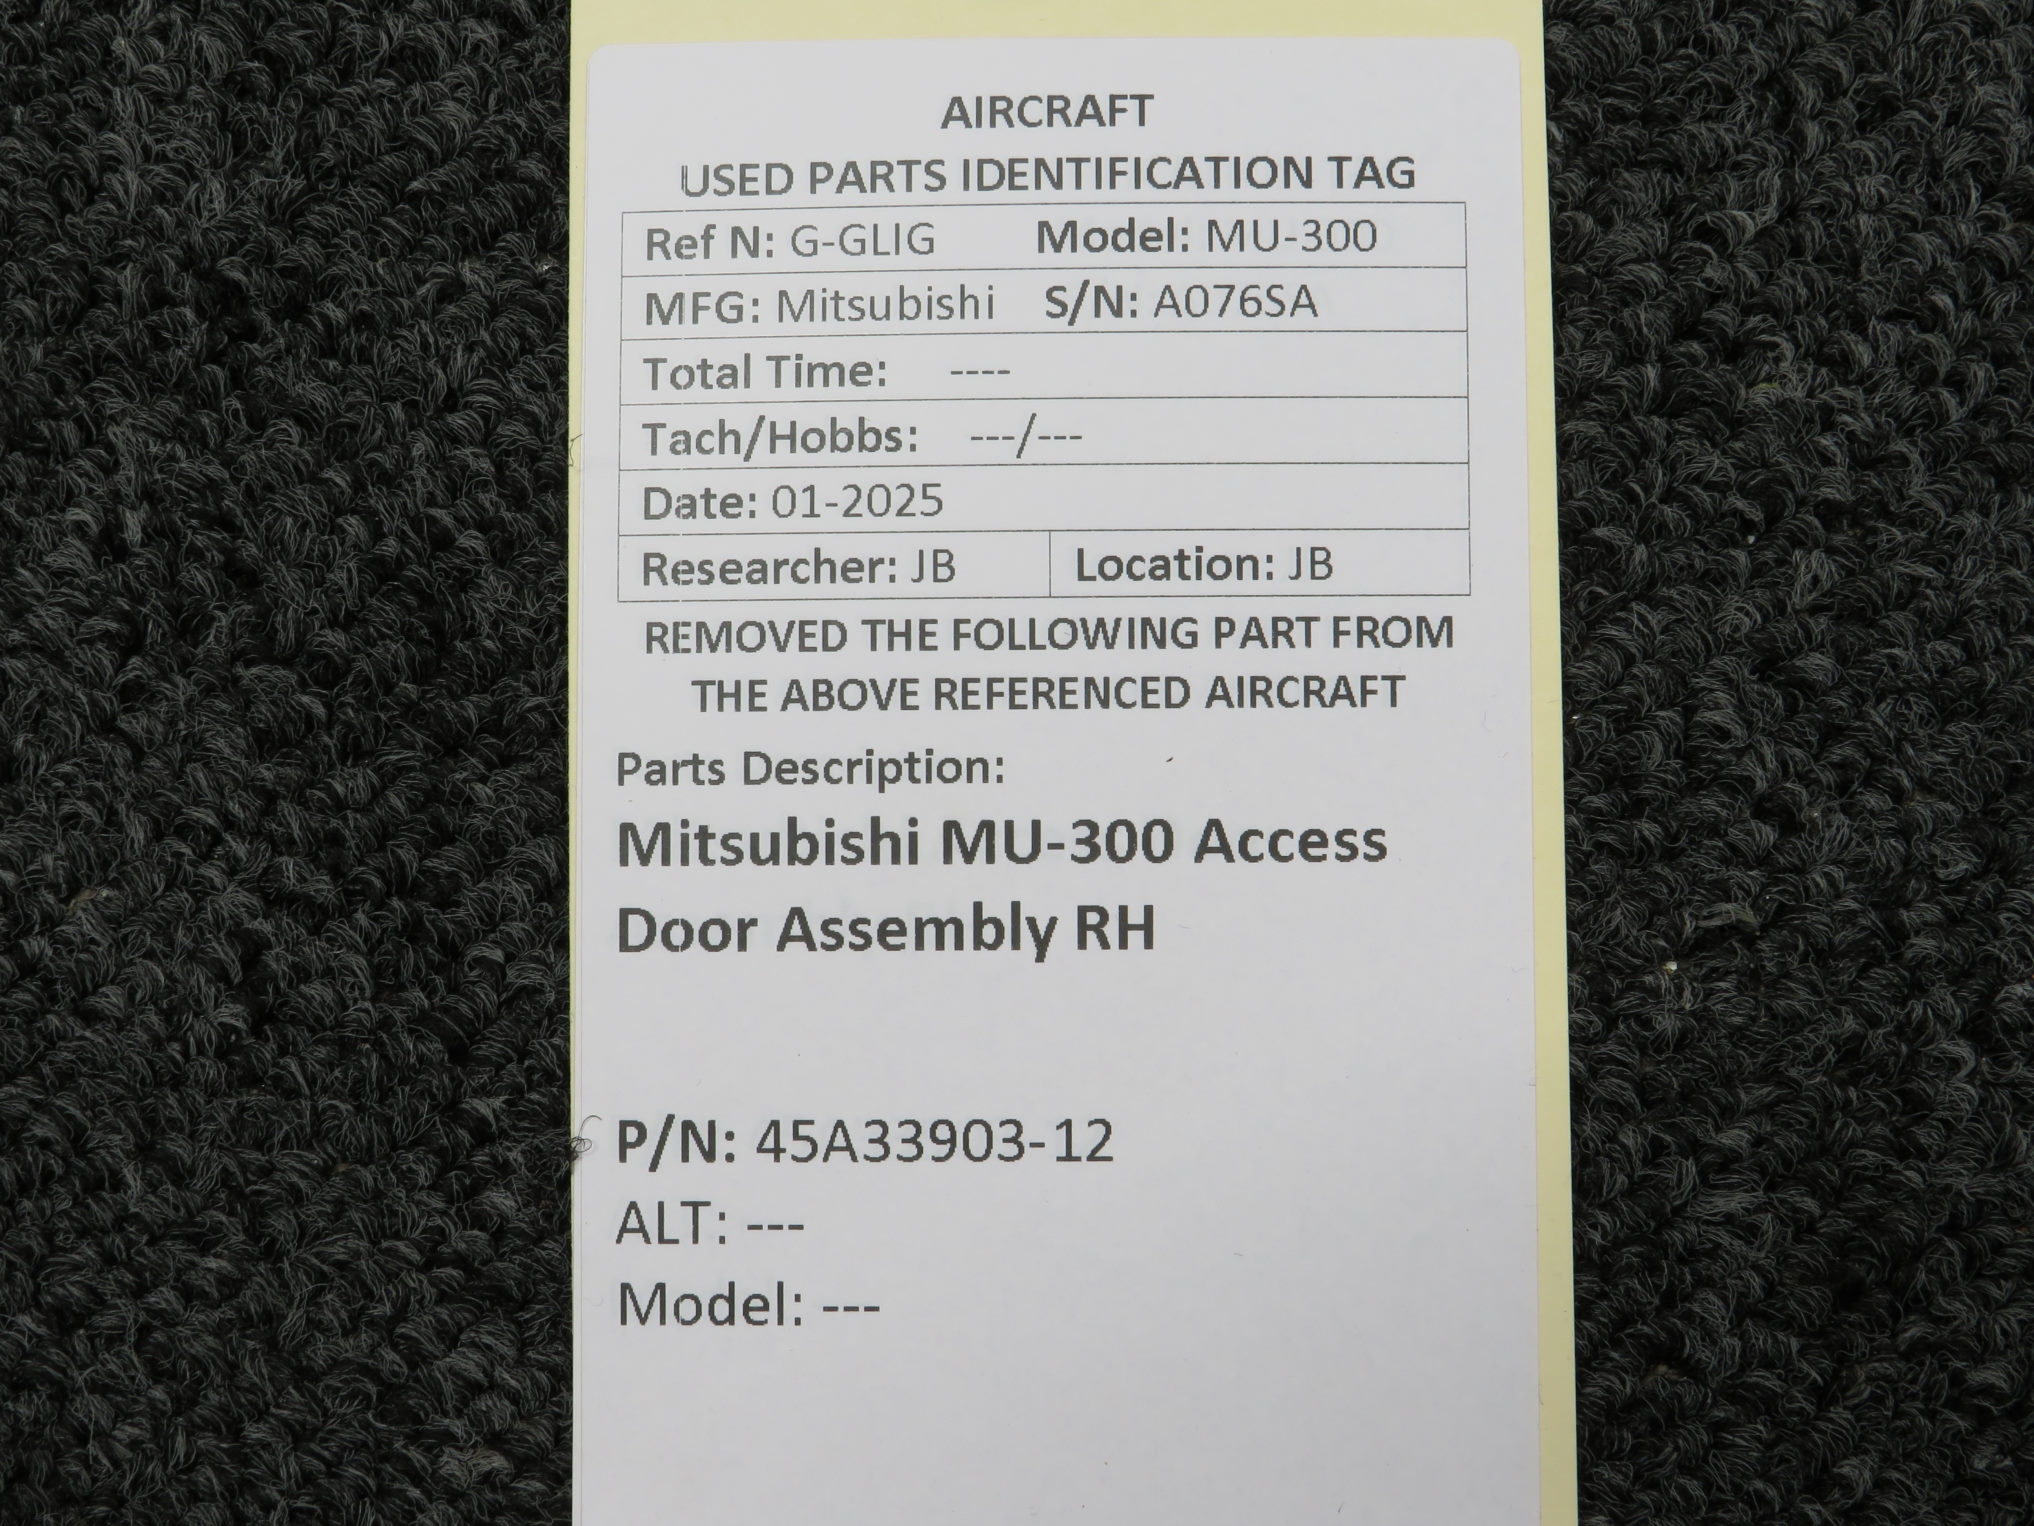 AIRCRAFT
USED PARTS IDENTIFICATION TAG
Ref N: G-GLIG Model: MU-300
MFG: Mitsubishi S/N: A076SA
Total Time: ----
Tach/Hobbs: ---/---
Date: 01-2025
Researcher: JB Location: JB
REMOVED THE FOLLOWING PART FROM
THE ABOVE REFERENCED AIRCRAFT
Parts Description:
Mitsubishi MU-300 Access
Door Assembly RH
P/N: 45A33903-12
ALT: ---
Model: ---